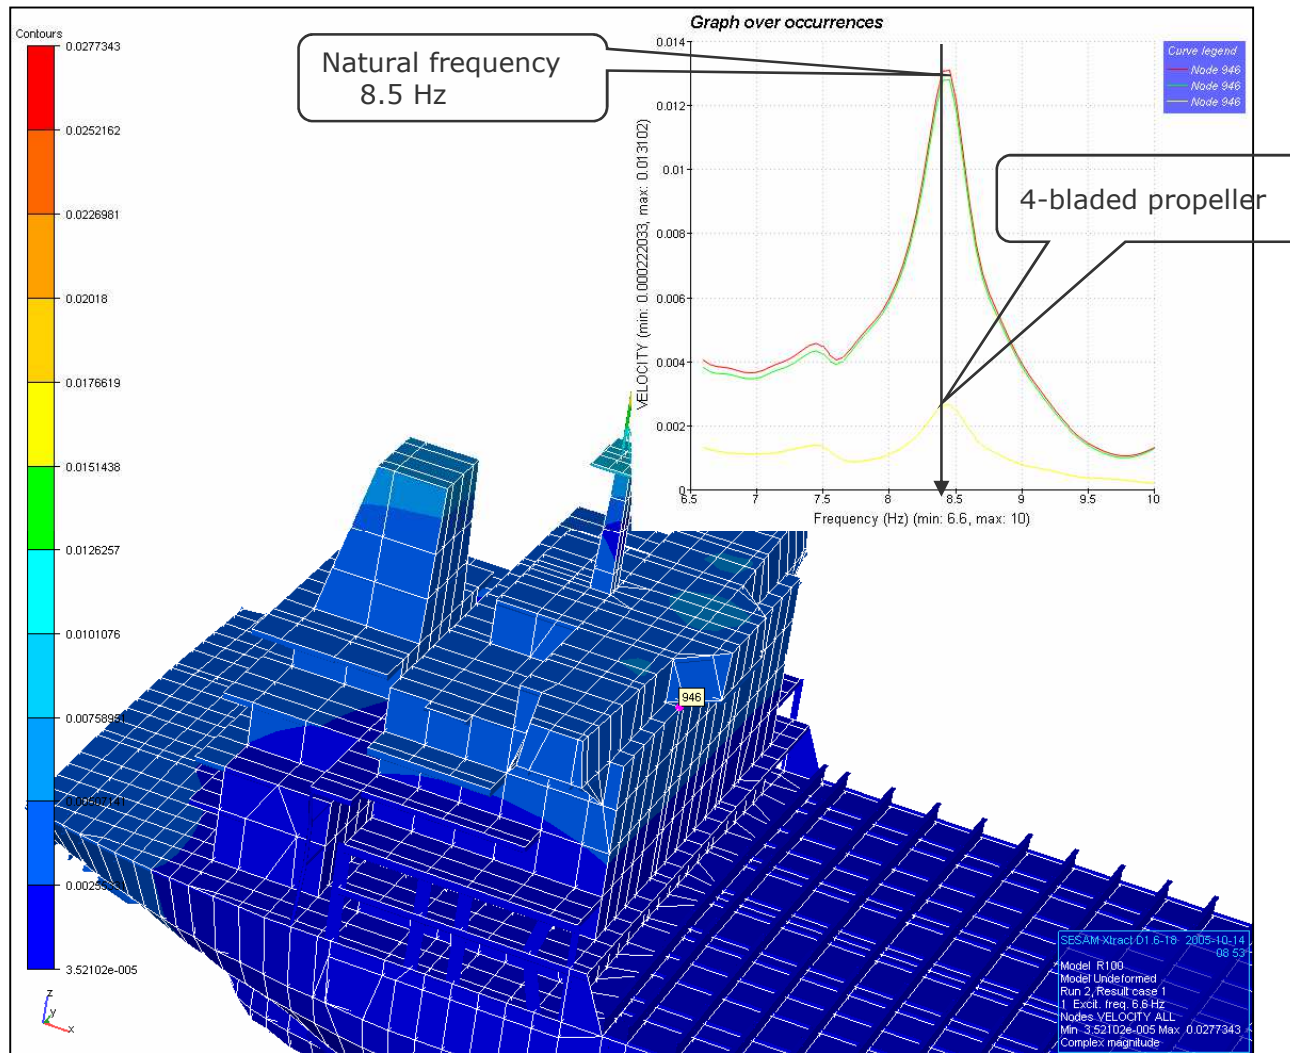 Graph over occurrences
Contours
0.0277343
0.0252162
0.0226981
0.02018
0.0176619
0.0151438
0.0126257
0.0101076
3.52102e-005
Natural frequency
8.5 Hz
0.014
0.012
0.01
0.008
0.006
0.004
0.002
0
VELOCITY (min: 0.000222033, max: 0.013102)
6.5 7 7.5 8 8.5 9 9.5 10
Frequency (Hz) (min: 6.6, max: 10)
Curve legend
Node 946
Node 946
Node 946
4-bladed propeller
946
z
y
x
SESAM Xtract D1.6-18 2005-10-14
08 53
Model R100
Model Undeformed
Run 2, Result case 1
1 Excit. freq. 6.6 Hz
Nodes VELOCITY ALL
Min 3.52102e-005 Max 0.0277343
Complex magnitude